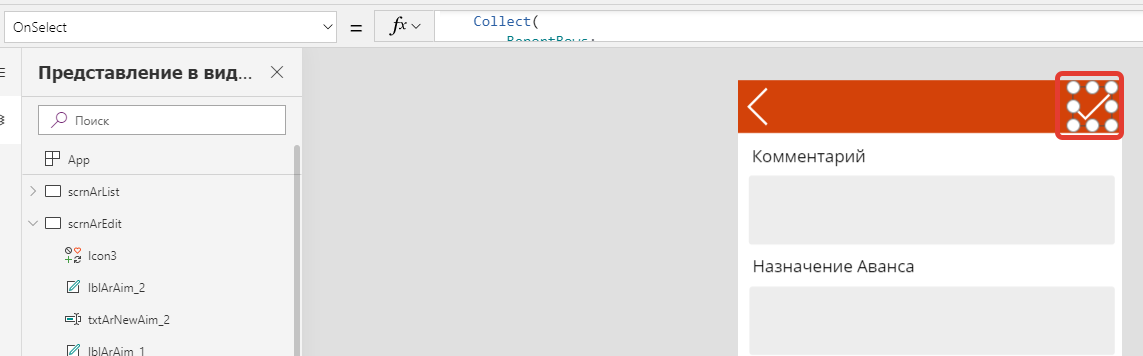 OnSelect = fx Collect(
ReportRows;
Представление в вид...
Поиск
App
scrnArList
scrnArEdit
Icon3
lblArAim_2
txtArNewAim_2
lblArAim_1
Комментарий
Назначение Аванса